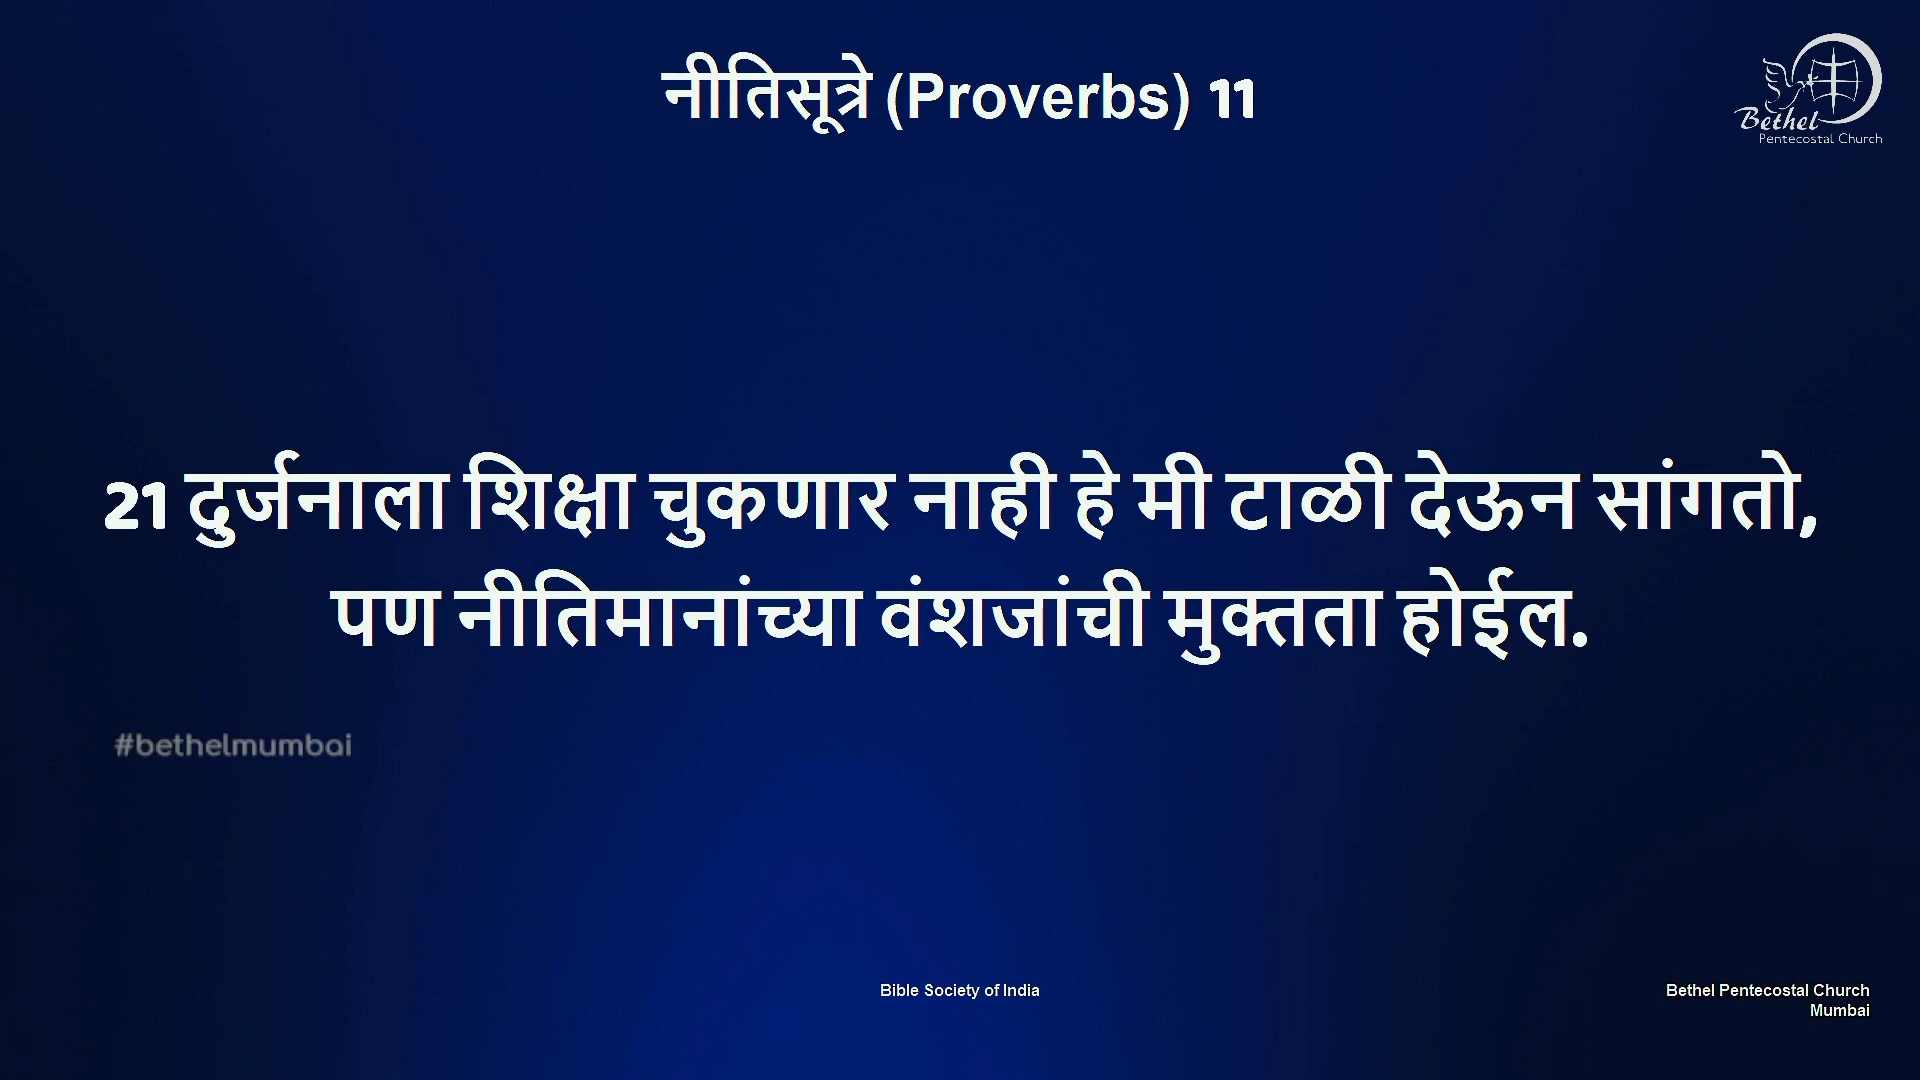 नीतिसूत्रे (Proverbs) 11
Bethel
Pentecostal Church
21 दुर्जनाला शिक्षा चुकणार नाही हे मी टाळी देऊन सांगतो,
पण नीतिमानांच्या वंशजांची मुक्तता होईल.
#bethelmumbai
Bible Society of India
Bethel Pentecostal Church
Mumbai